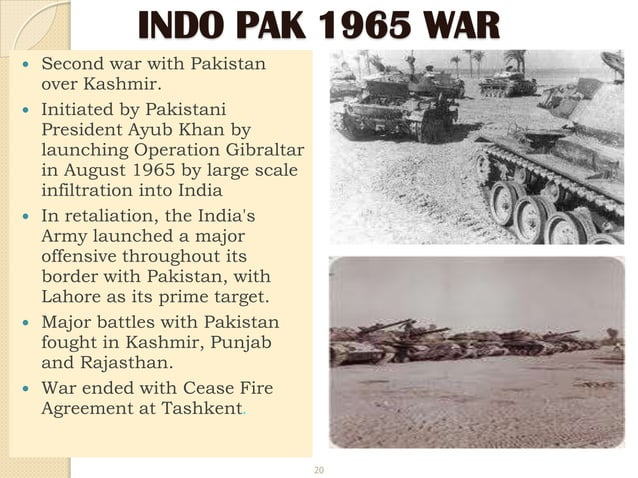 INDO PAK 1965 WAR
Second war with Pakistan
over Kashmir.
Initiated by Pakistani
President Ayub Khan by
launching Operation Gibraltar
in August 1965 by large scale
infiltration into India
In retaliation, the India's
Army launched a major
offensive throughout its
border with Pakistan, with
Lahore as its prime target.
Major battles with Pakistan
fought in Kashmir, Punjab
and Rajasthan.
War ended with Cease Fire
Agreement at Tashkent.
20